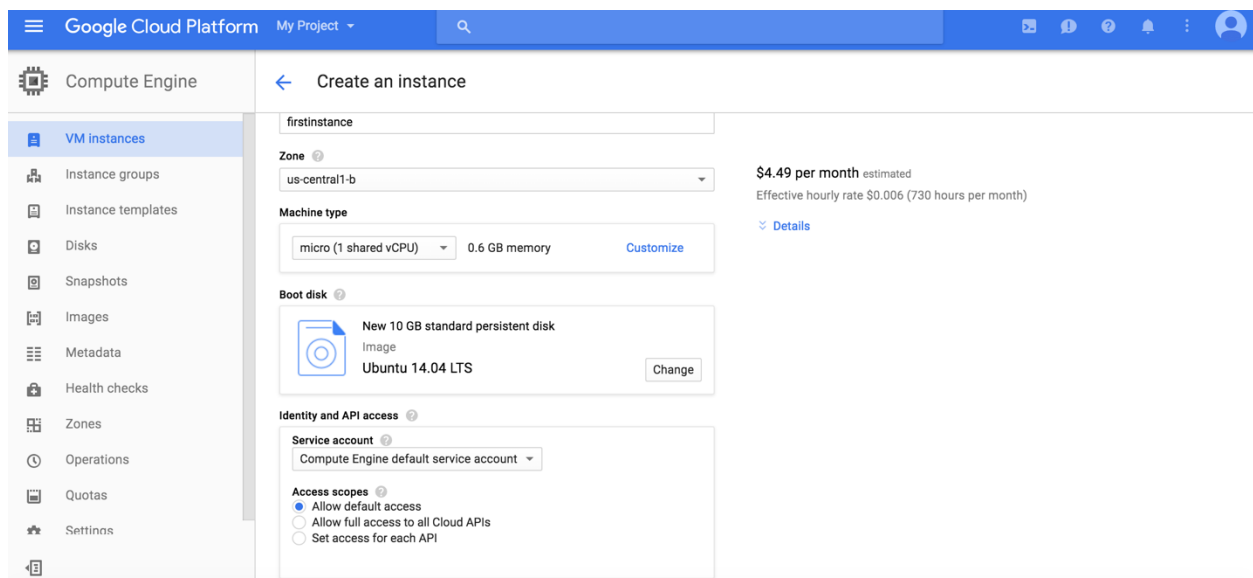 Google Cloud Platform My Project
Compute Engine
Create an instance
VM instances
Instance groups
Instance templates
Disks
Snapshots
Images
Metadata
Health checks
Zones
Operations
Quotas
Settings
firstinstance
Zone
us-central1-b
Machine type
micro (1 shared vCPU) 0.6 GB memory Customize
Boot disk
New 10 GB standard persistent disk
Image
Ubuntu 14.04 LTS
Change
Identity and API access
Service account
Compute Engine default service account
Access scopes
Allow default access
Allow full access to all Cloud APIs
Set access for each API
$4.49 per month estimated
Effective hourly rate $0.006 (730 hours per month)
Details